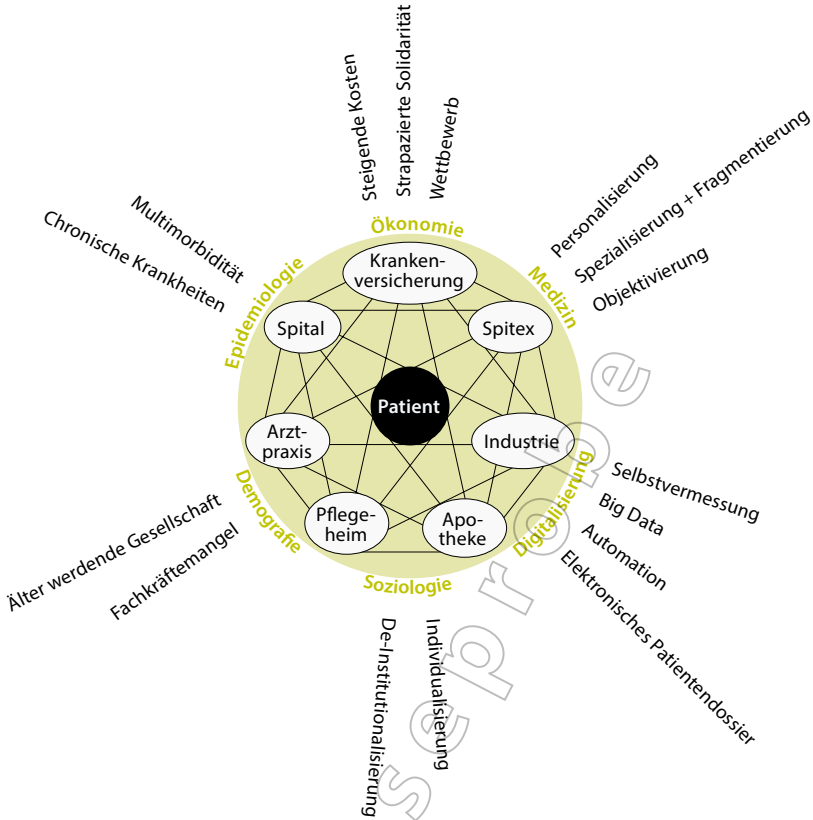 Steigende Kosten
Strapazierte Solidarität
Wettbewerb
Ökonomie
Personalisierung
Spezialisierung + Fragmentierung
Objektivierung
Medizin
Multimorbidität
Chronische Krankheiten
Epidemiologie
Kranken-
versicherung
Spital
Spitex
Patient
Arzt-
praxis
Industrie
Pflege-
heim
Apo-
theke
Demografie
Älter werdende Gesellschaft
Fachkräftemangel
Digitalisierung
Selbstvermessung
Big Data
Automation
Elektronisches Patientendossier
Soziologie
De-Institutionalisierung
Individualisierung
seprobe